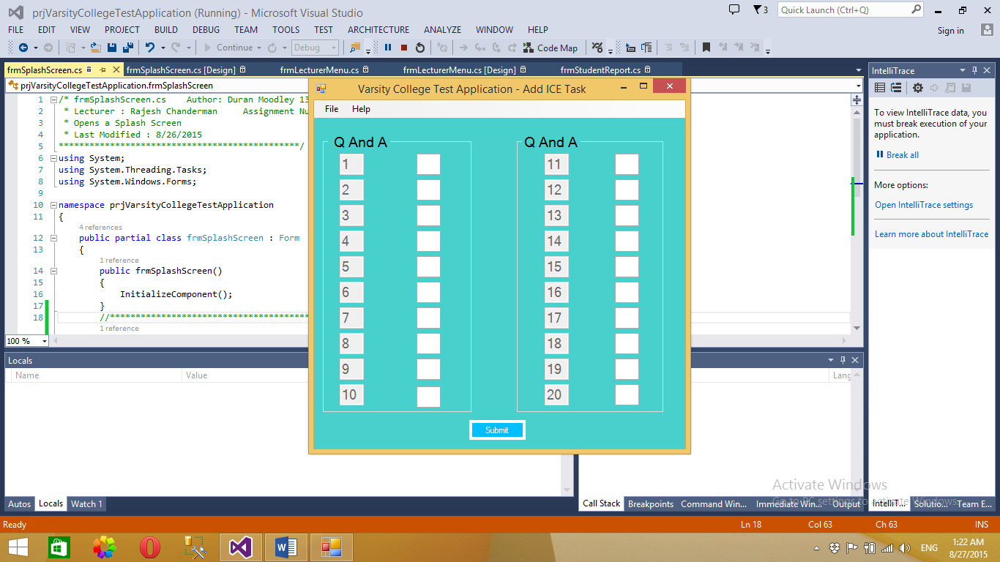 prjVarsityCollegeTestApplication (Running) - Microsoft Visual Studio
3
Quick Launch (Ctrl+Q)
FILE EDIT VIEW PROJECT BUILD DEBUG TEAM TOOLS TEST ARCHITECTURE ANALYZE WINDOW HELP
Sign in
Continue Debug Code Map
frmSplashScreen.cs frmSplashScreen.cs [Design] frmLecturerMenu.cs frmLecturerMenu.cs [Design] frmStudentReport.cs
prjVarsityCollegeTestApplication.frmSplashScreen
1 /* frmSplashScreen.cs Author: Duran Moodley 13
2 * Lecturer : Rajesh Chanderman Assignment Nu
3 * Opens a Splash Screen
4 * Last Modified : 8/26/2015
5 ***********************************************/
6 using System;
7 using System.Threading.Tasks;
8 using System.Windows.Forms;
9
10 namespace prjVarsityCollegeTestApplication
11 {
4 references
12 public partial class frmSplashScreen : Form
13 {
1 reference
14 public frmSplashScreen()
15 {
16 InitializeComponent();
17 }
18 //***************************************
1 reference
100 %
Varsity College Test Application - Add ICE Task
File Help
Q And A
1
2
3
4
5
6
7
8
9
10
Q And A
11
12
13
14
15
16
17
18
19
20
Submit
IntelliTrace
To view IntelliTrace data, you
must break execution of your
application.
Break all
More options:
Open IntelliTrace settings
Learn more about IntelliTrace
Locals
Name Value
Lang
Activate Windows
Go to PC settings to activate Windows.
Autos Locals Watch 1
Call Stack Breakpoints Command Win... Immediate Win... Output
IntelliT... Solutio... Team E...
Ready Ln 18 Col 63 Ch 63 INS
ENG
1:22 AM
8/27/2015